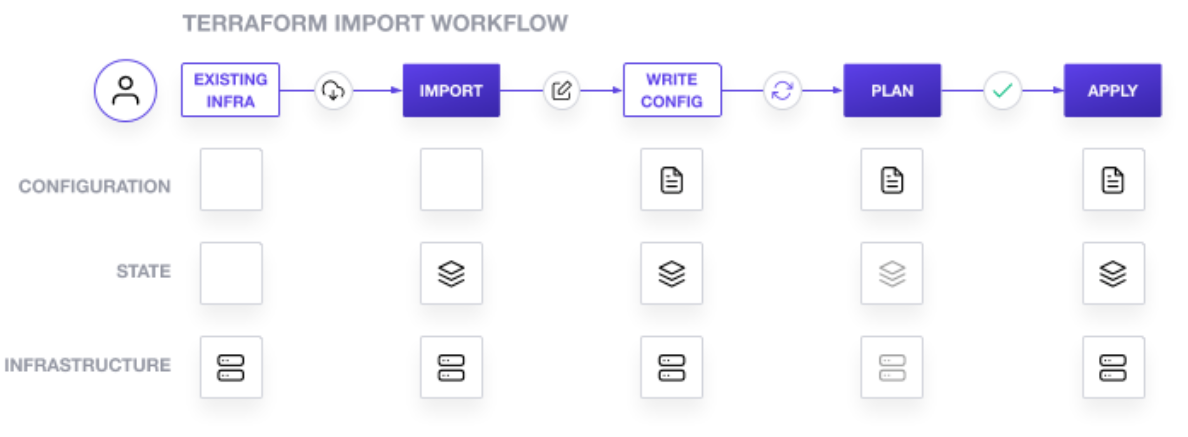 TERRAFORM IMPORT WORKFLOW
EXISTING
INFRA
IMPORT
WRITE
CONFIG
PLAN
APPLY
CONFIGURATION
STATE
INFRASTRUCTURE